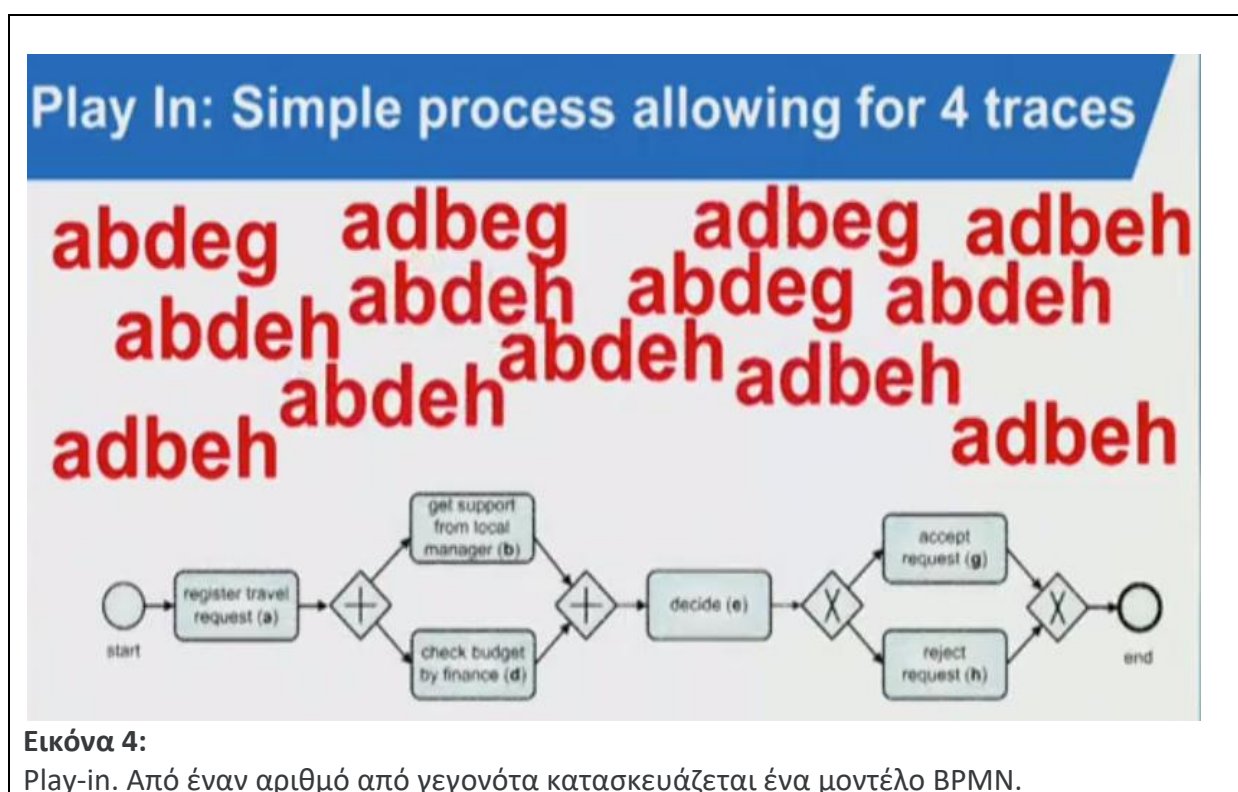 Play In: Simple process allowing for 4 traces
abdeg
adbeg
adbeg
adbeh
abdeh
abdeh
abdeg
abdeh
abdeh
abdeh
adbeh
adbeh
adbeh
start
register travel
request (a)
get support
from local
manager (b)
check budget
by finance (d)
decide (e)
accept
request (g)
reject
request (h)
end
Εικόνα 4:
Play-in. Από έναν αριθμό από γεγονότα κατασκευάζεται ένα μοντέλο BPMN.